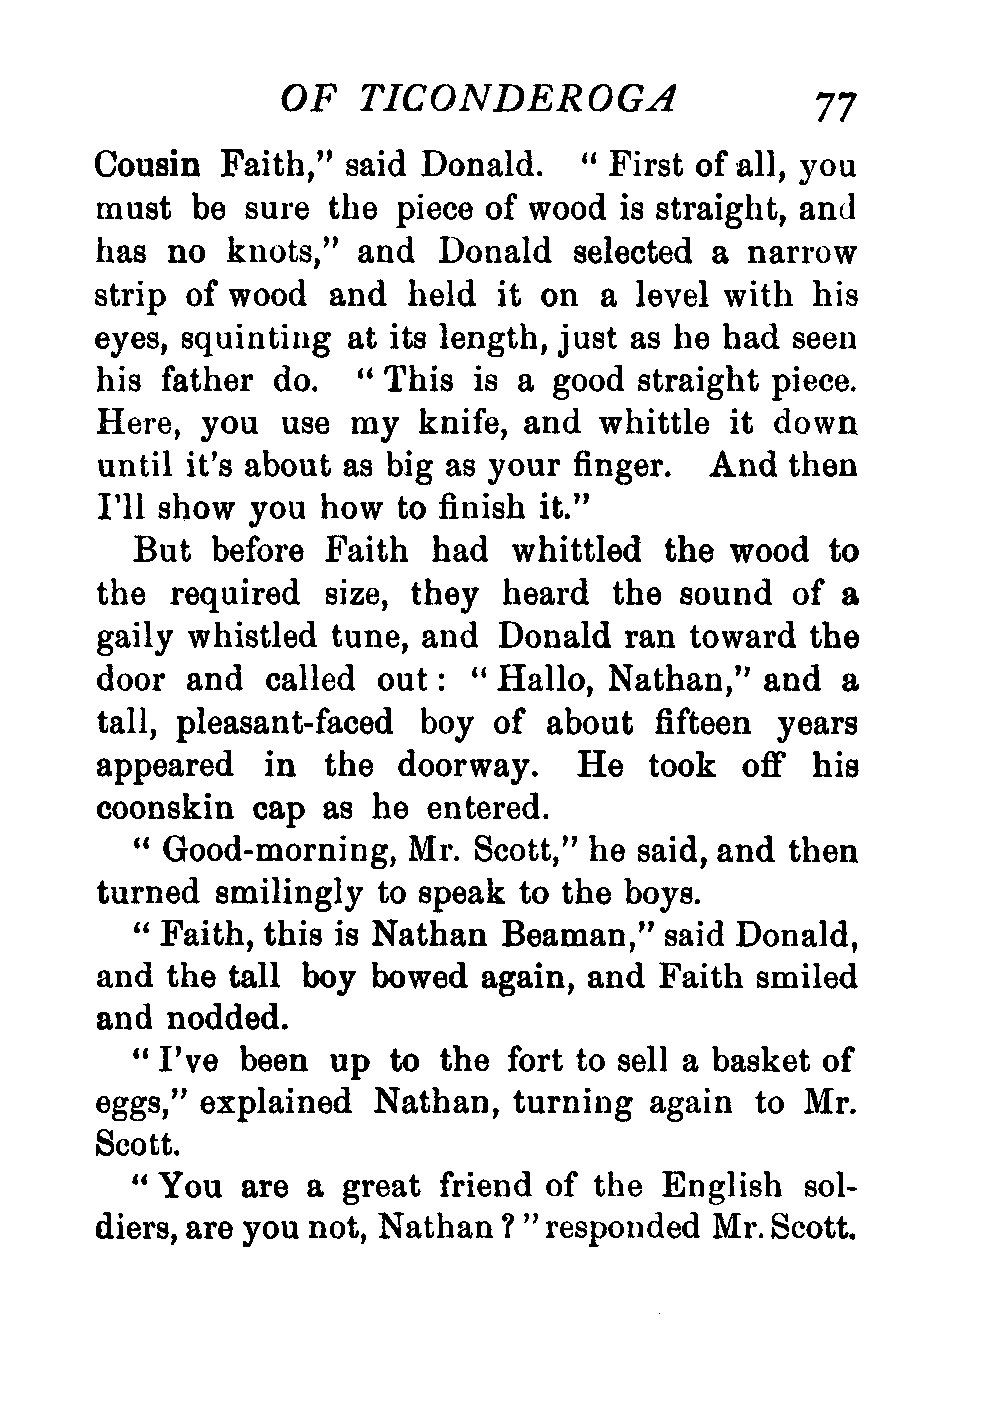 OF TICONDEROGA 77
Cousin Faith,” said Donald. “ First of all, you
must be sure the piece of wood is straight, and
has no knots,” and Donald selected a narrow
strip of wood and held it on a level with his
eyes, squinting at its length, just as he had seen
his father do. “ This is a good straight piece.
Here, you use my knife, and whittle it down
until it’s about as big as your finger. And then
I’ll show you how to finish it.”
But before Faith had whittled the wood to
the required size, they heard the sound of a
gaily whistled tune, and Donald ran toward the
door and called out : “ Hallo, Nathan,” and a
tall, pleasant-faced boy of about fifteen years
appeared in the doorway. He took off his
coonskin cap as he entered.
“ Good-morning, Mr. Scott,” he said, and then
turned smilingly to speak to the boys.
“ Faith, this is Nathan Beaman,” said Donald,
and the tall boy bowed again, and Faith smiled
and nodded.
“ I’ve been up to the fort to sell a basket of
eggs,” explained Nathan, turning again to Mr.
Scott.
“ You are a great friend of the English sol-
diers, are you not, Nathan ? ” responded Mr. Scott.